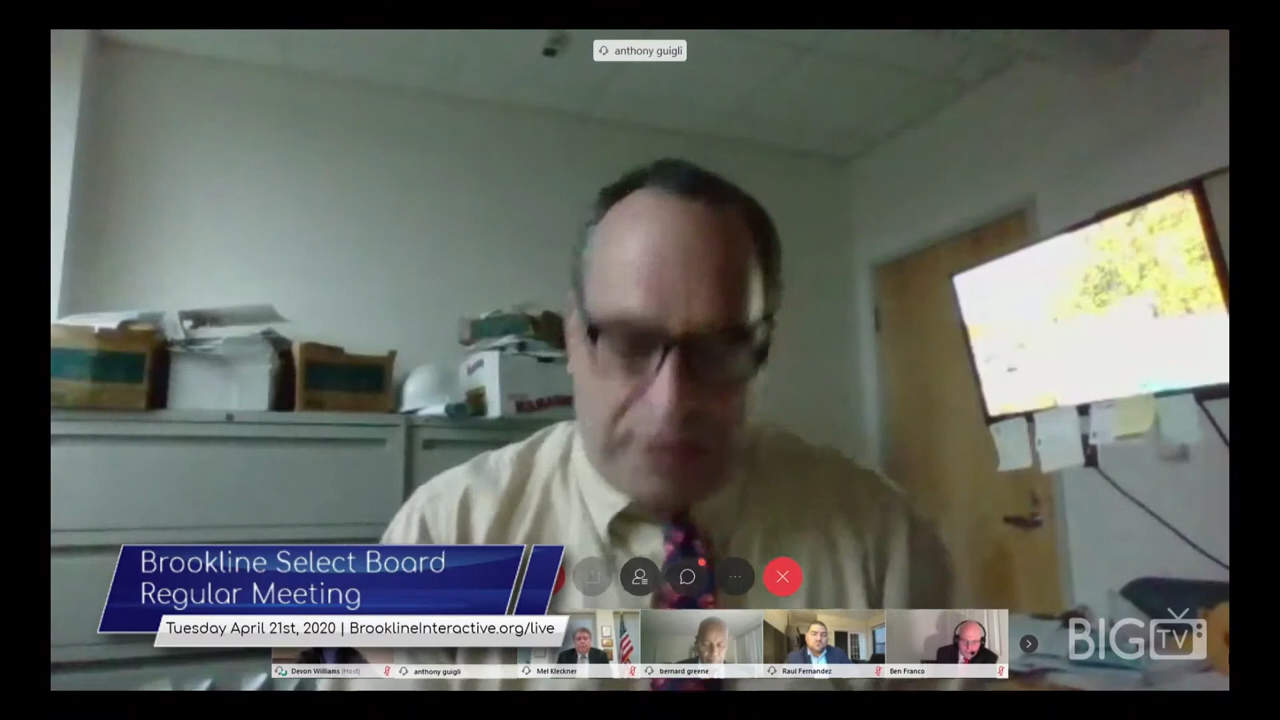 anthony guigli
Brookline Select Board
Regular Meeting
Tuesday April 21st, 2020 | BrooklineInteractive.org/live
Devon Williams (Host)
anthony guigli
Mel Kleckner
bernard greene
Raul Fernandez
Ben Franco
BIG TV